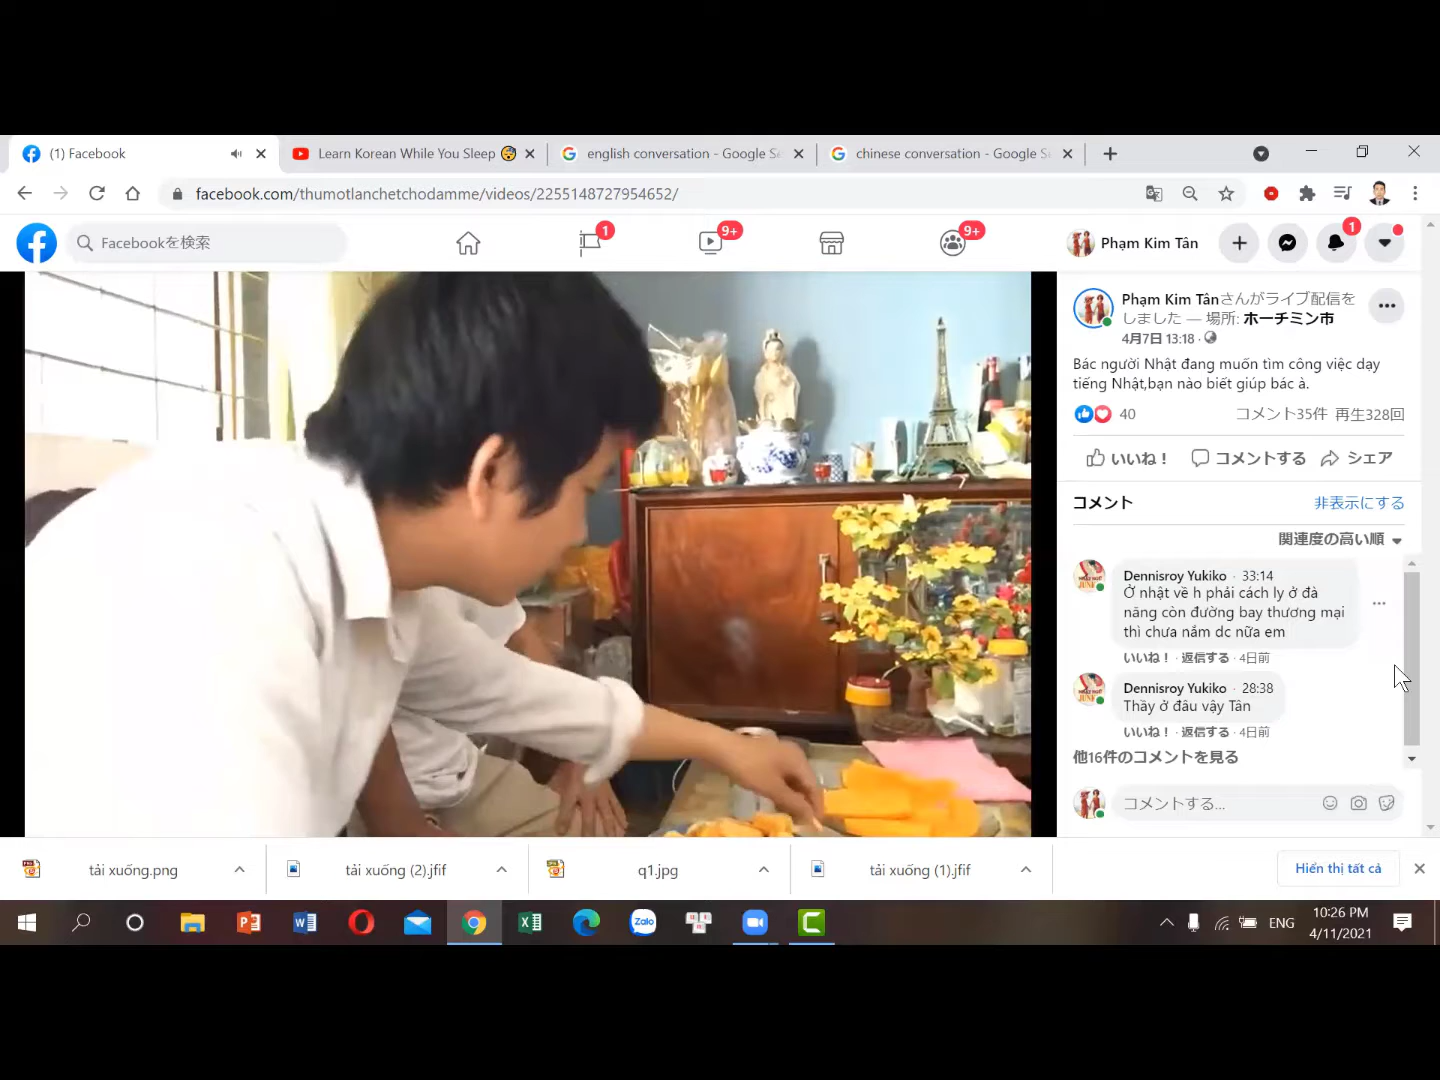 (1) Facebook
Learn Korean While You Sleep 😴
english conversation - Google Se
chinese conversation - Google Se
facebook.com/thumotlanchetchodamme/videos/2255148727954652/
Facebookを検索
1
9+
9+
Phạm Kim Tân
1
Phạm Kim Tânさんがライブ配信を
しました — 場所: ホーチミン市
4月7日 13:18 ·
Bác người Nhật đang muốn tìm công việc dạy
tiếng Nhật,bạn nào biết giúp bác à.
40
コメント35件 再生328回
いいね！ コメントする シェア
コメント
非表示にする
関連度の高い順
Dennisroy Yukiko · 33:14
Ở nhật về h phải cách ly ở đà
nãng còn đường bay thương mại
thì chưa nắm dc nữa em
いいね！ · 返信する · 4日前
Dennisroy Yukiko · 28:38
Thầy ở đâu vậy Tân
いいね！ · 返信する · 4日前
他16件のコメントを見る
コメントする...
tải xuống.png
tải xuống (2).jfif
q1.jpg
tải xuống (1).jfif
Hiển thị tất cả
Zalo
ENG
10:26 PM
4/11/2021